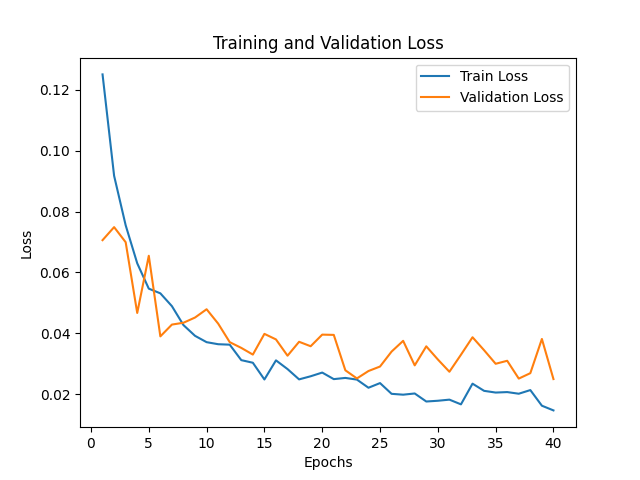 Training and Validation Loss
Train Loss
Validation Loss
0.12
0.10
0.08
0.06
0.04
0.02
Loss
0 5 10 15 20 25 30 35 40
Epochs